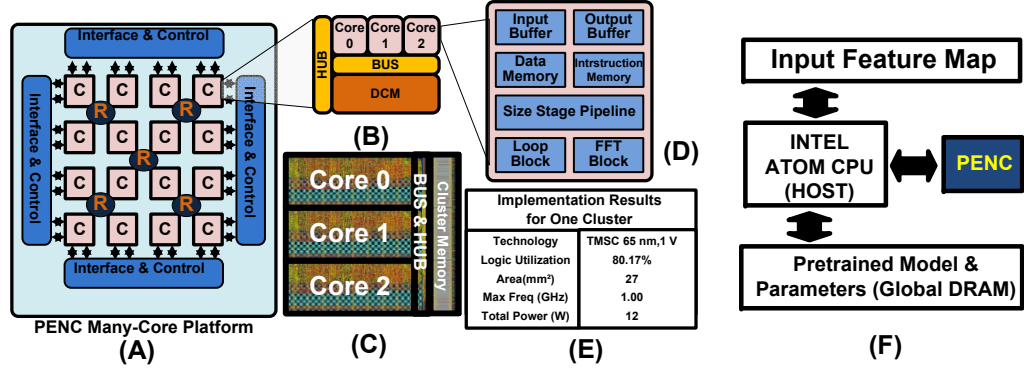 Interface & Control
Interface & Control
Interface & Control
Interface & Control
C C C C
R R
C C C C
R
C C C C
R R
C C C C
PENC Many-Core Platform
(A)
HUB
Core 0
Core 1
Core 2
BUS
DCM
(B)
Core 0
Core 1
Core 2
BUS & HUB
Cluster Memory
(C)
Input Buffer
Output Buffer
Data Memory
Intrstruction Memory
Size Stage Pipeline
Loop Block
FFT Block
(D)
Implementation Results
for One Cluster
Technology TMSC 65 nm,1 V
Logic Utilization 80.17%
Area(mm²) 27
Max Freq (GHz) 1.00
Total Power (W) 12
(E)
Input Feature Map
INTEL
ATOM CPU
(HOST)
PENC
Pretrained Model &
Parameters (Global DRAM)
(F)